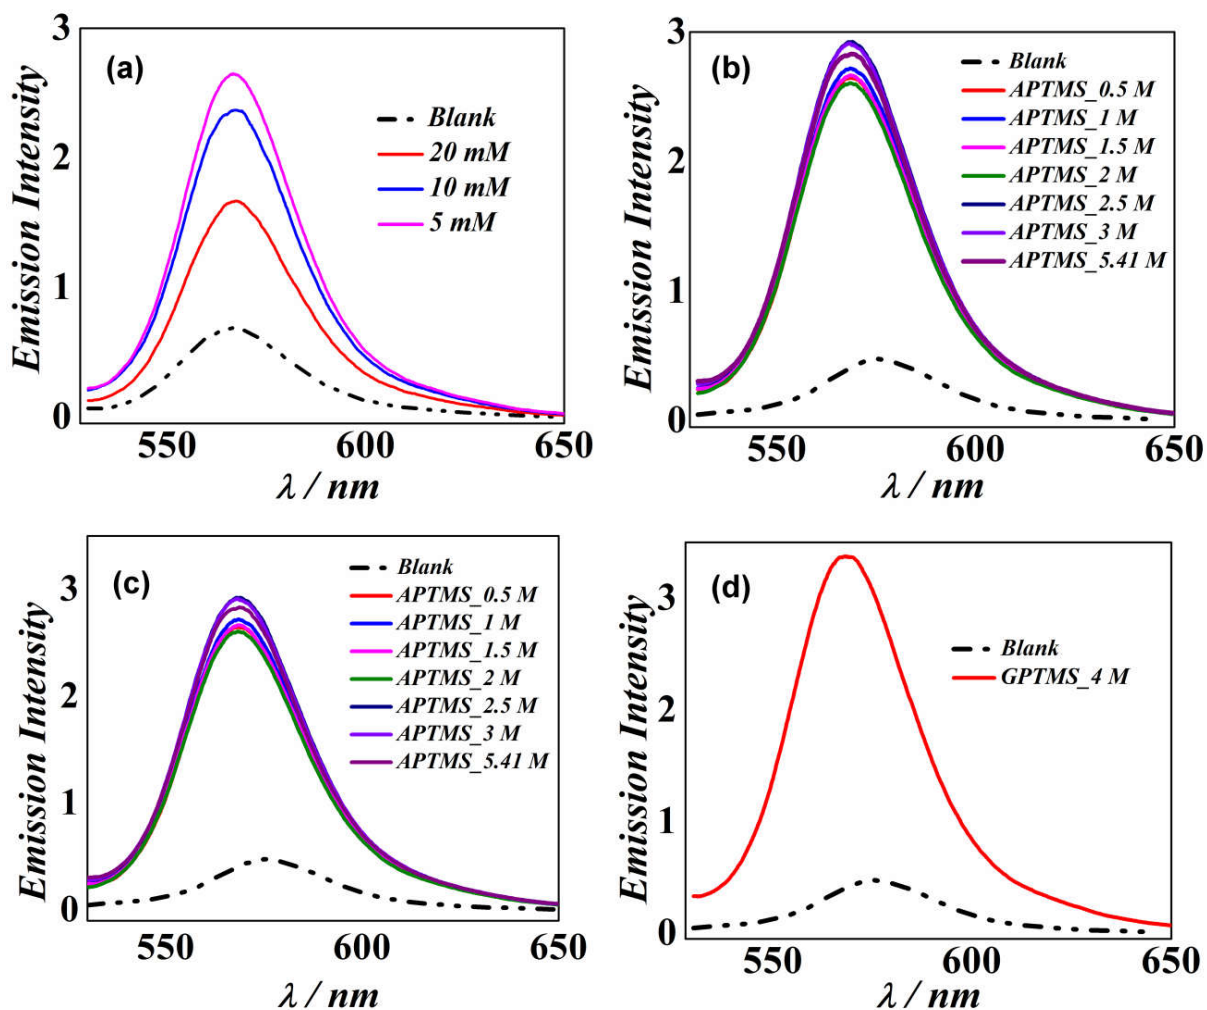 (a)
Emission Intensity
3
2
1
0
Blank
20 mM
10 mM
5 mM
550
600
650
λ / nm
(b)
Emission Intensity
3
2
1
0
Blank
APTMS_0.5 M
APTMS_1 M
APTMS_1.5 M
APTMS_2 M
APTMS_2.5 M
APTMS_3 M
APTMS_5.41 M
550
600
650
λ / nm
(c)
Emission Intensity
3
2
1
0
Blank
APTMS_0.5 M
APTMS_1 M
APTMS_1.5 M
APTMS_2 M
APTMS_2.5 M
APTMS_3 M
APTMS_5.41 M
550
600
650
λ / nm
(d)
Emission Intensity
3
2
1
0
Blank
GPTMS_4 M
550
600
650
λ / nm